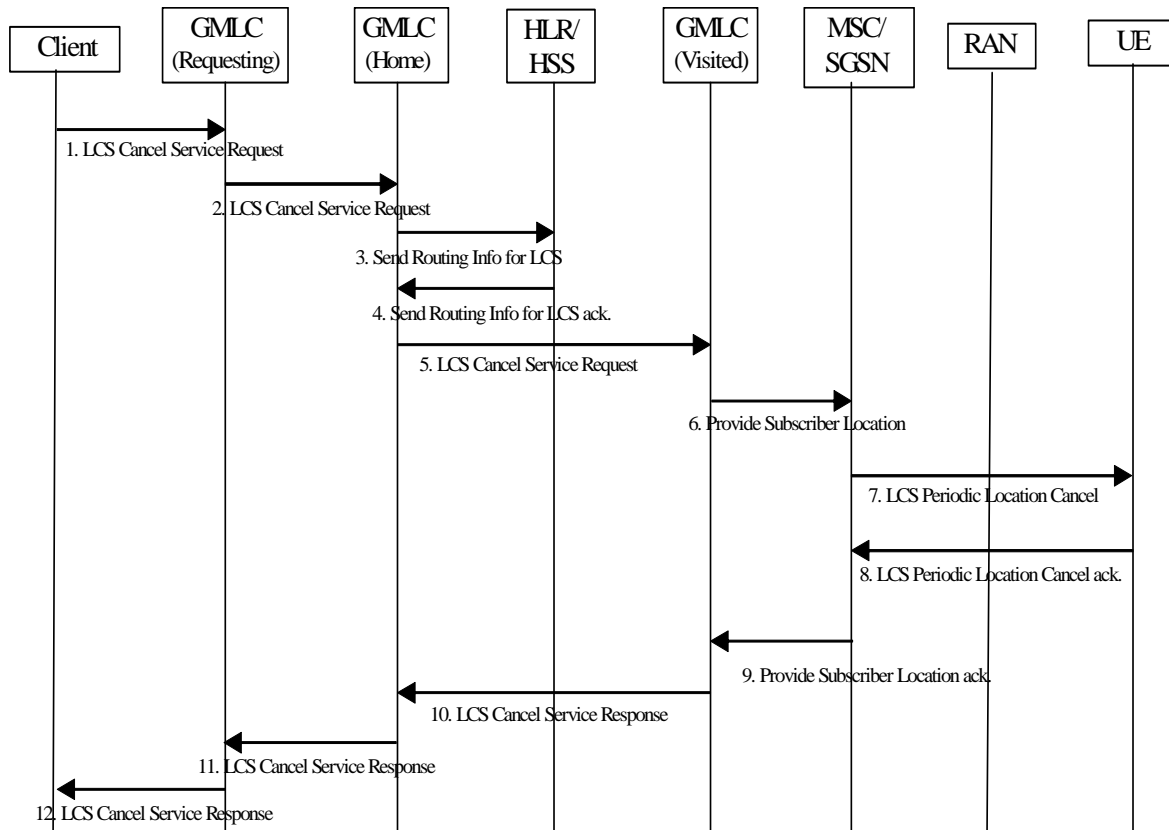 Client
GMLC
(Requesting)
GMLC
(Home)
HLR/
HSS
GMLC
(Visited)
MSC/
SGSN
RAN
UE
1. LCS Cancel Service Request
2. LCS Cancel Service Request
3. Send Routing Info for LCS
4. Send Routing Info for LCS ack.
5. LCS Cancel Service Request
6. Provide Subscriber Location
7. LCS Periodic Location Cancel
8. LCS Periodic Location Cancel ack.
9. Provide Subscriber Location ack.
10. LCS Cancel Service Response
11. LCS Cancel Service Response
12. LCS Cancel Service Response